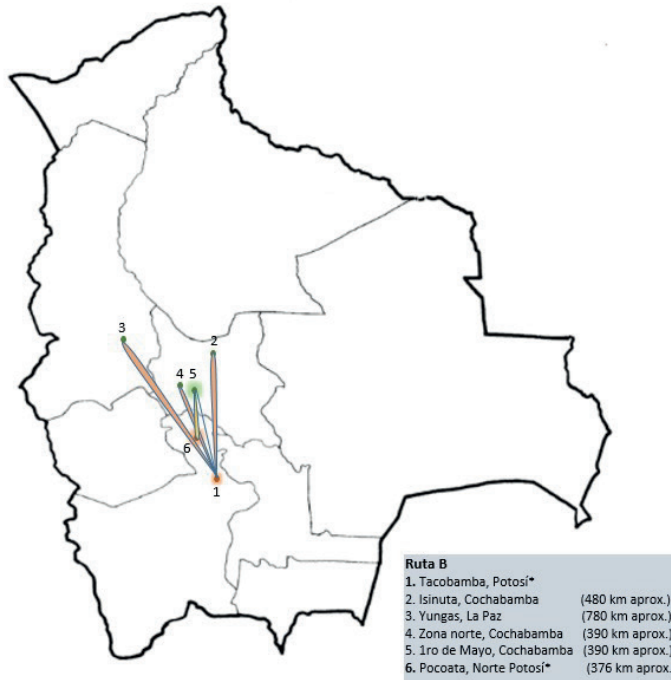 3
2
4 5
6
1
Ruta B
1. Tacobamba, Potosí*
2. Isinuta, Cochabamba (480 km aprox.)
3. Yungas, La Paz (780 km aprox.)
4. Zona norte, Cochabamba (390 km aprox.)
5. 1ro de Mayo, Cochabamba (390 km aprox.)
6. Pocoata, Norte Potosí* (376 km aprox.